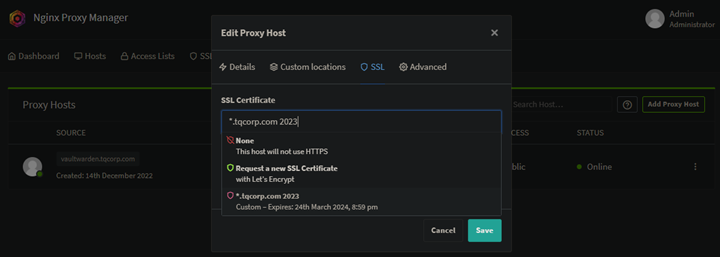 Nginx Proxy Manager
Admin
Administrator
Dashboard Hosts Access Lists
Edit Proxy Host
Details Custom locations SSL Advanced
SSL Certificate
*.tqcorp.com 2023
None
This host will not use HTTPS
Request a new SSL Certificate
with Let's Encrypt
*.tqcorp.com 2023
Custom – Expires: 24th March 2024, 8:59 pm
Cancel Save
Proxy Hosts
Search Host… Add Proxy Host
SOURCE STATUS
vaultwarden.tqcorp.com
Created: 14th December 2022
Online